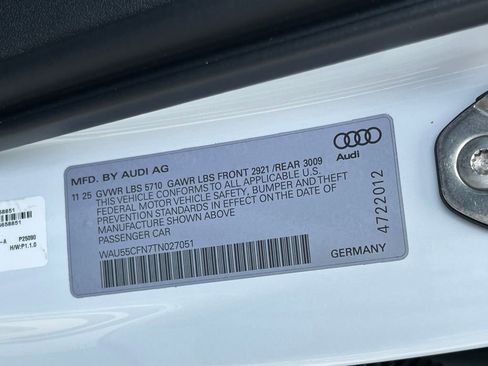 MFD. BY AUDI AG
Audi
11 25 GVWR LBS 5710 GAWR LBS FRONT 2921 /REAR 3009
THIS VEHICLE CONFORMS TO ALL APPLICABLE U.S.
FEDERAL MOTOR VEHICLE SAFETY, BUMPER AND THEFT
PREVENTION STANDARDS IN EFFECT ON THE DATE OF
MANUFACTURE SHOWN ABOVE
PASSENGER CAR
WAU55CFN7TN027051
GERMANY
4722012
H/W:P1.1.0